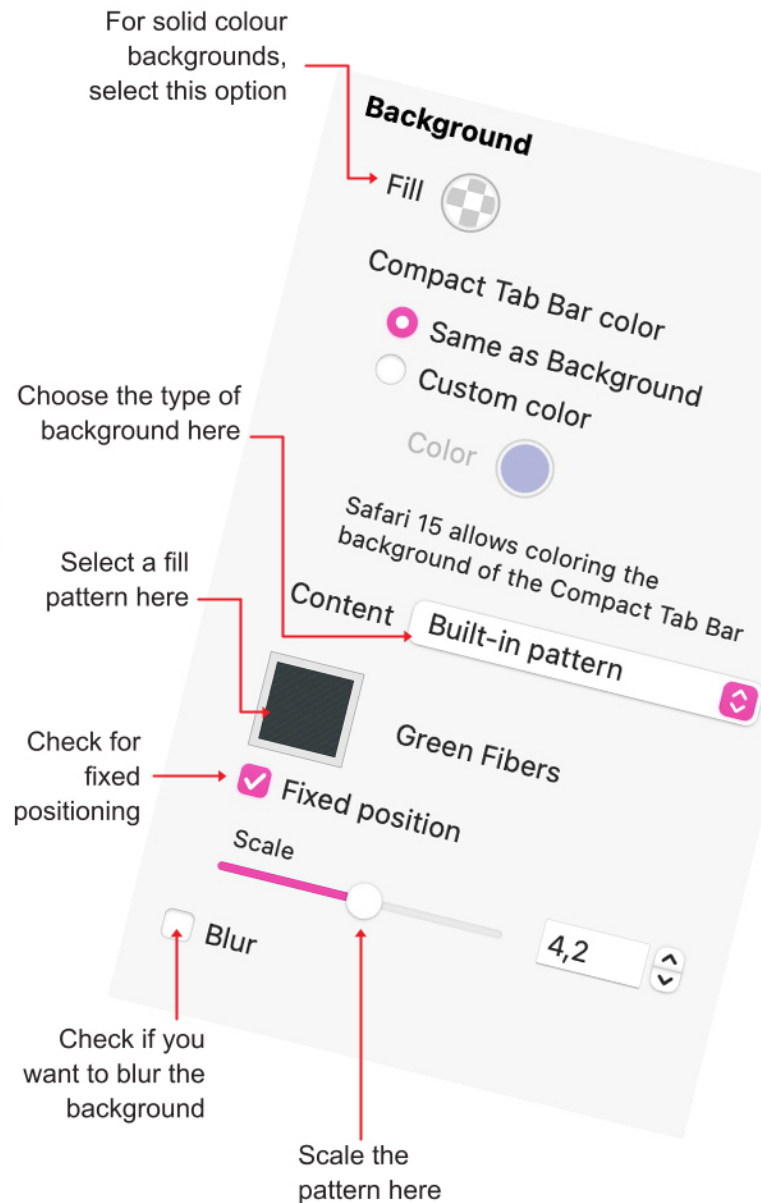 For solid colour
backgrounds,
select this option
Background
Fill
Compact Tab Bar color
Same as Background
Custom color
Color
Choose the type of
background here
Safari 15 allows coloring the
background of the Compact Tab Bar
Select a fill
pattern here
Content
Built-in pattern
Green Fibers
Check for
fixed
positioning
Fixed position
Scale
4,2
Blur
Check if you
want to blur the
background
Scale the
pattern here